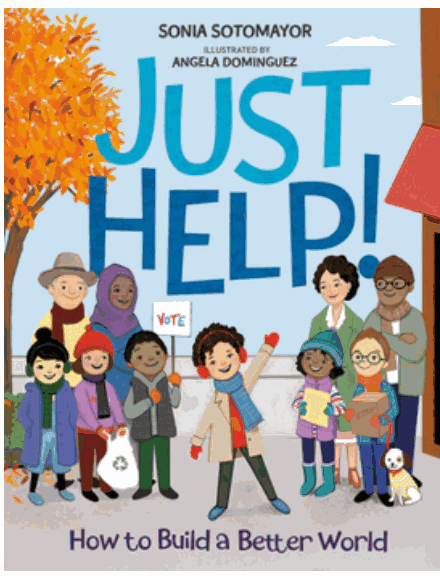 SONIA SOTOMAYOR
ILLUSTRATED BY
ANGELA DOMINGUEZ
JUST
HELP!
VOTE
How to Build a Better World